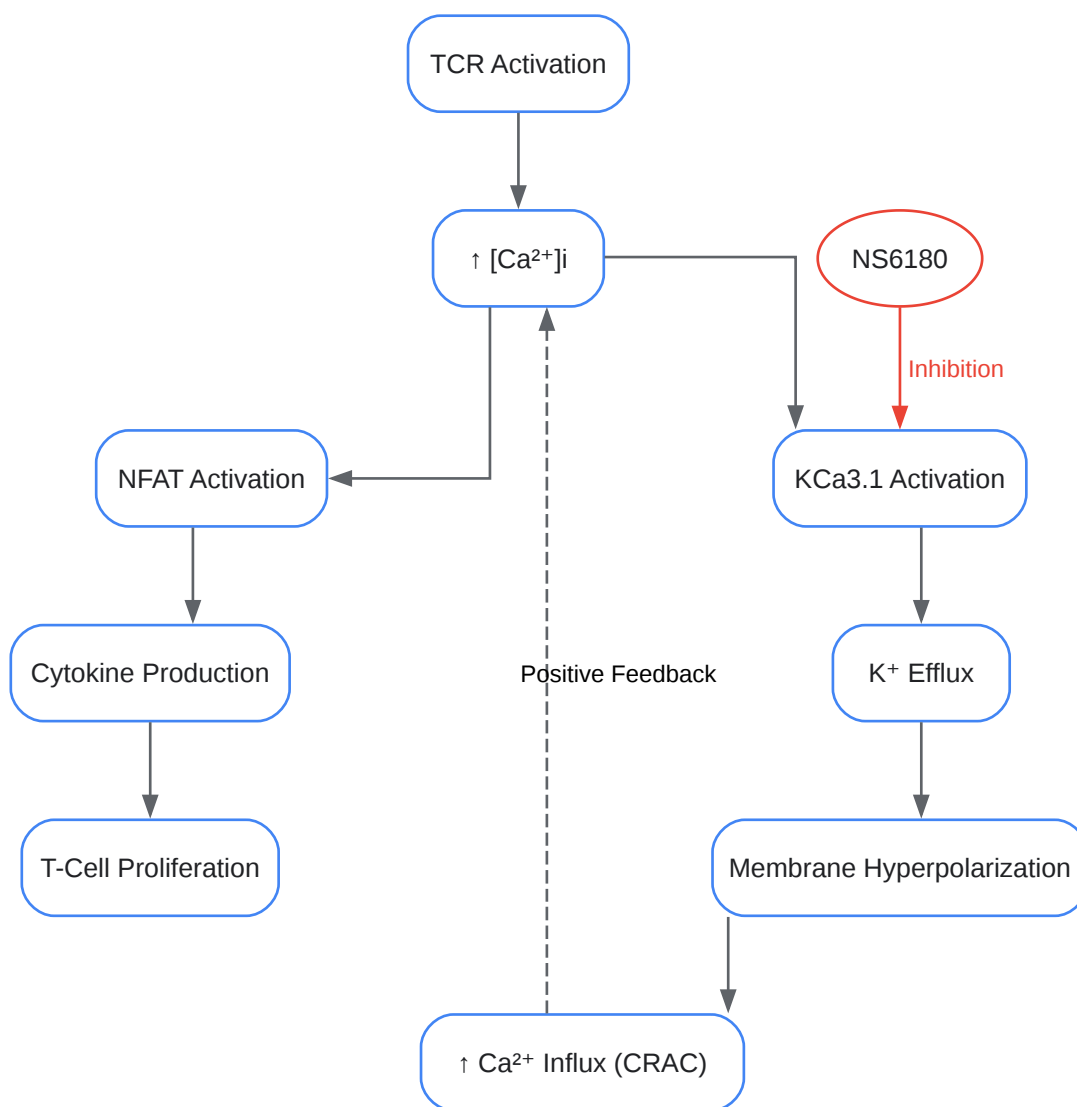 TCR Activation
↑ [Ca²⁺]i
NS6180
Inhibition
NFAT Activation
KCa3.1 Activation
Cytokine Production
Positive Feedback
K⁺ Efflux
T-Cell Proliferation
Membrane Hyperpolarization
↑ Ca²⁺ Influx (CRAC)